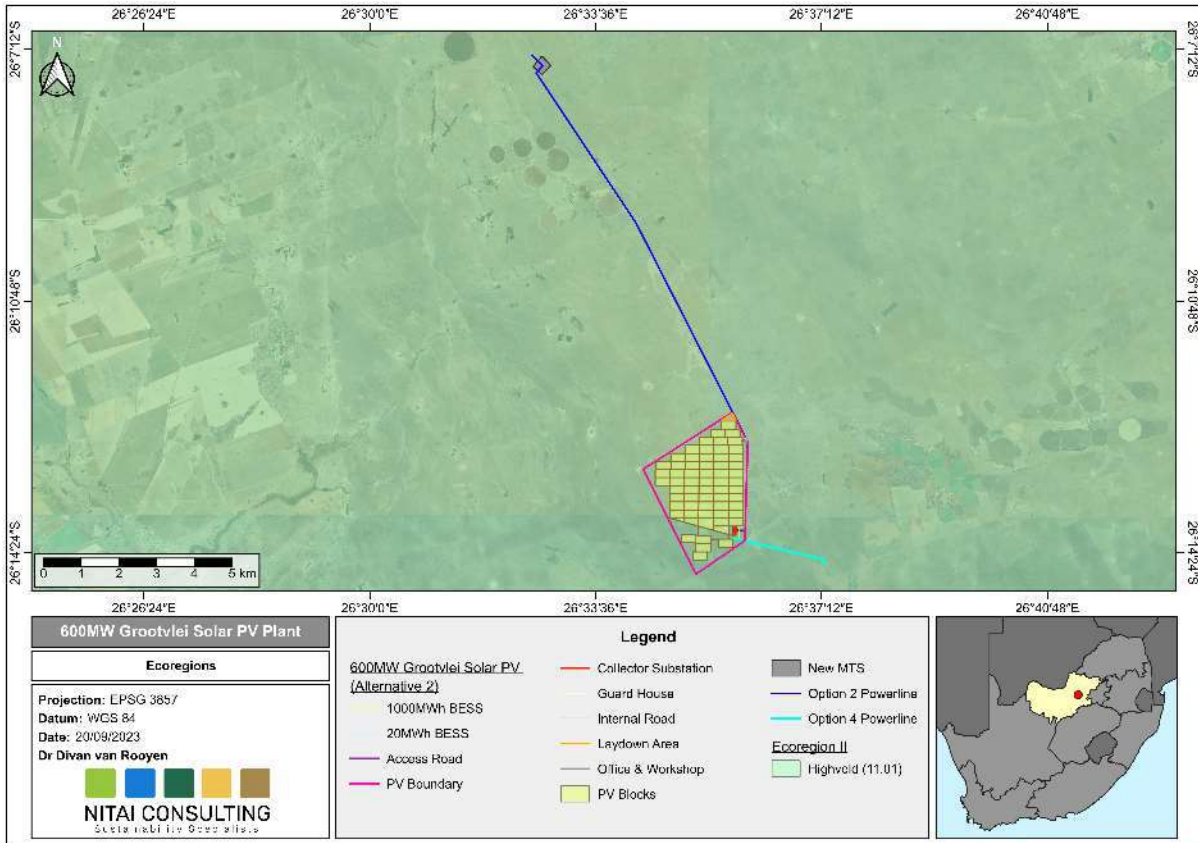 26°26'24"E 26°30'0"E 26°33'36"E 26°37'12"E 26°40'48"E
26°7'12"S 26°7'12"S
N
26°10'48"S 26°10'48"S
26°14'24"S 26°14'24"S
0 1 2 3 4 5 km
26°26'24"E 26°30'0"E 26°33'36"E 26°37'12"E 26°40'48"E
600MW Grootvlei Solar PV Plant
Ecoregions
Projection: EPSG 3857
Datum: WGS 84
Date: 20/09/2023
Dr Divan van Rooyen
NITAI CONSULTING
Sustainability Specialists
Legend
600MW Grootvlei Solar PV
(Alternative 2)
1000MWh BESS
20MWh BESS
Access Road
PV Boundary
Collector Substation
Guard House
Internal Road
Laydown Area
Office & Workshop
PV Blocks
New MTS
Option 2 Powerline
Option 4 Powerline
Ecoregion II
Highveld (11.01)